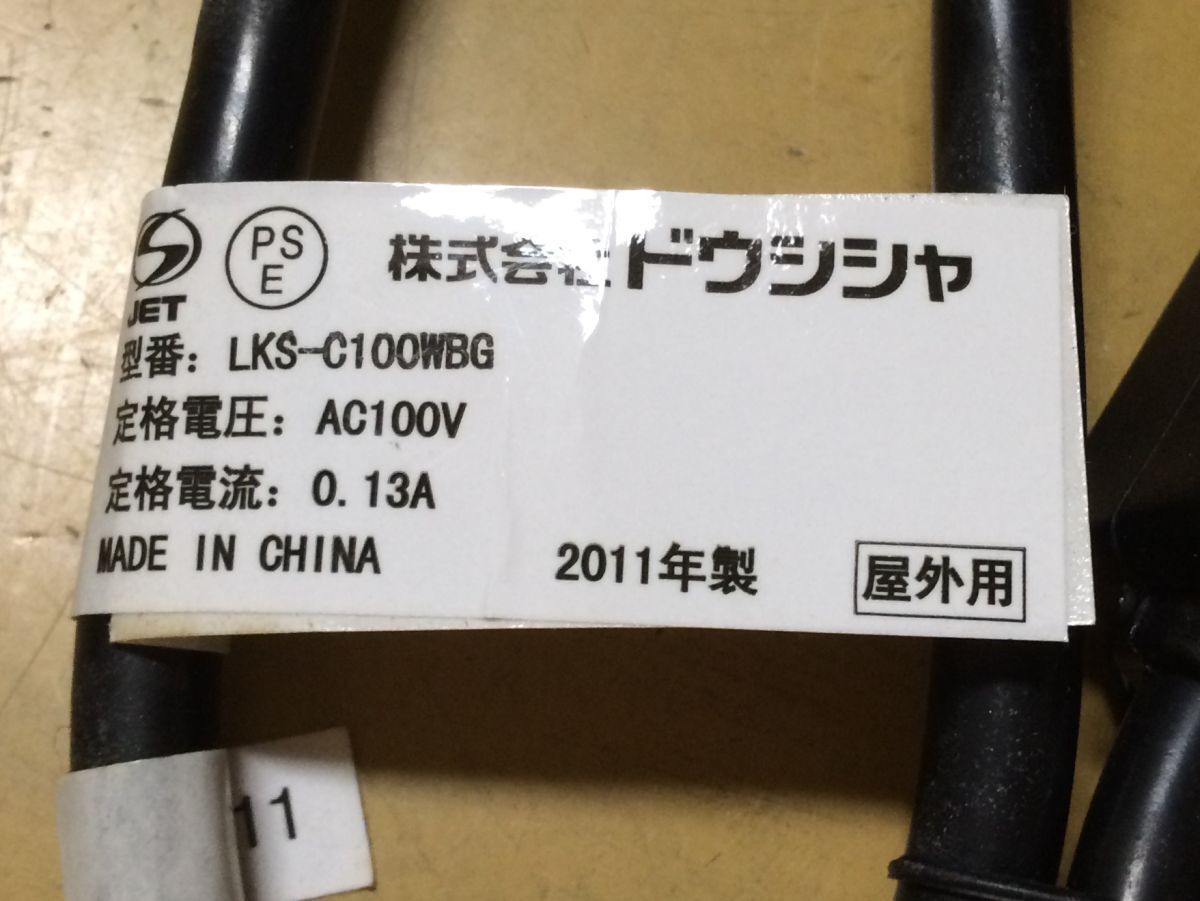 JET
PS
E
株式会社ドウシシャ
型番: LKS-C100WBG
定格電圧: AC100V
定格電流: 0.13A
MADE IN CHINA 2011年製 屋外用
11